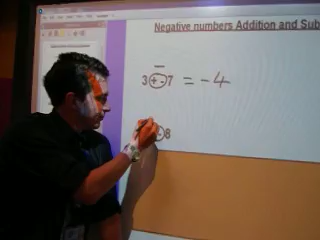 Negative numbers Addition and Sub
–
3 + - 7 = -4
- 8